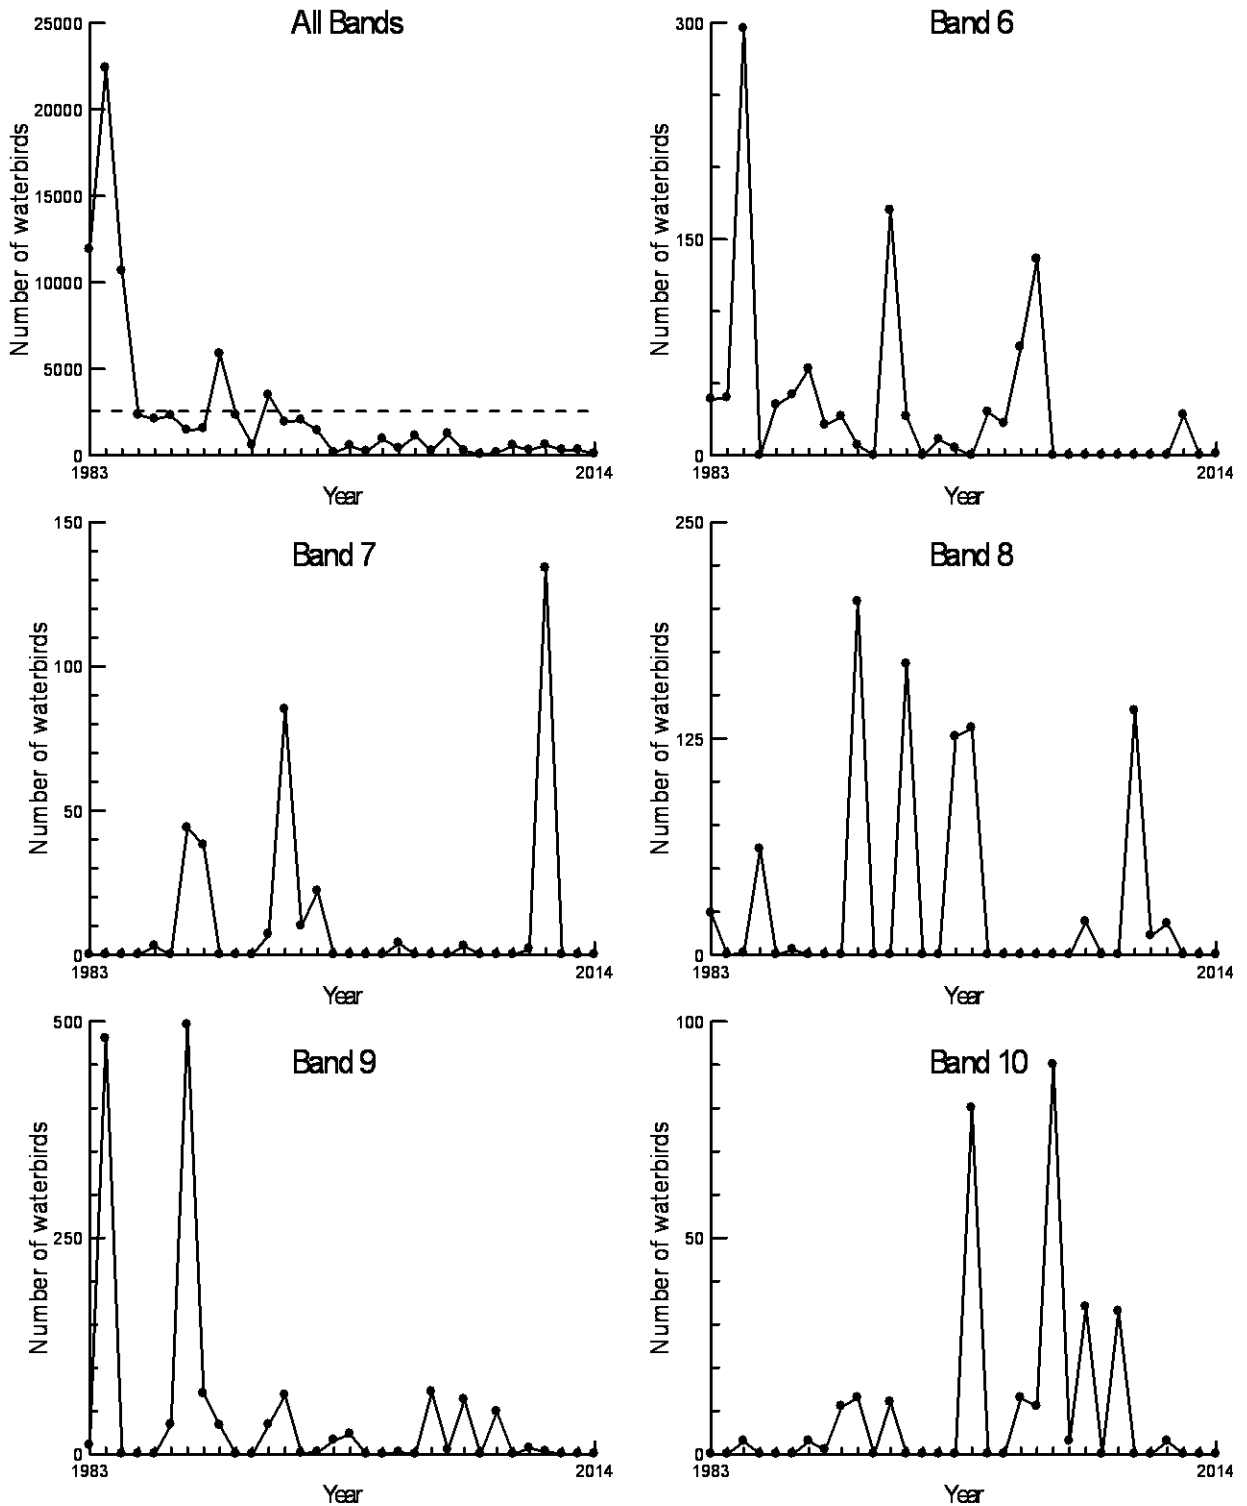 All Bands
25000
20000
15000
10000
5000
0
Number of waterbirds
1983
2014
Year
Band 6
300
150
0
Number of waterbirds
1983
2014
Year
Band 7
150
100
50
0
Number of waterbirds
1983
2014
Year
Band 8
250
125
0
Number of waterbirds
1983
2014
Year
Band 9
500
250
0
Number of waterbirds
1983
2014
Year
Band 10
100
50
0
Number of waterbirds
1983
2014
Year